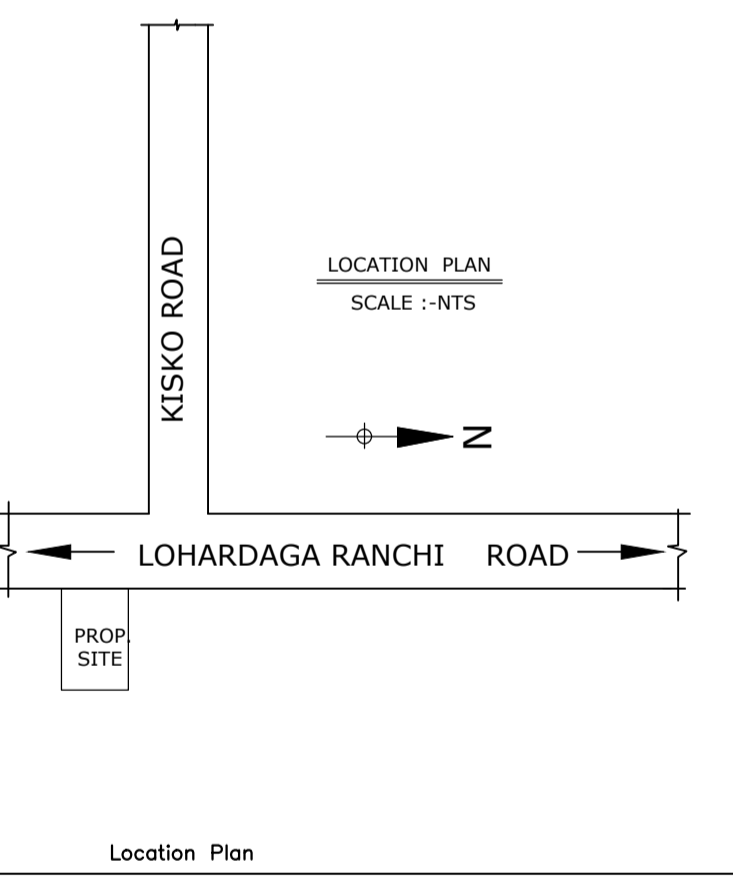 KISKO ROAD
LOCATION PLAN
SCALE :-NTS
N
LOHARDAGA RANCHI ROAD
PROP.
SITE
Location Plan